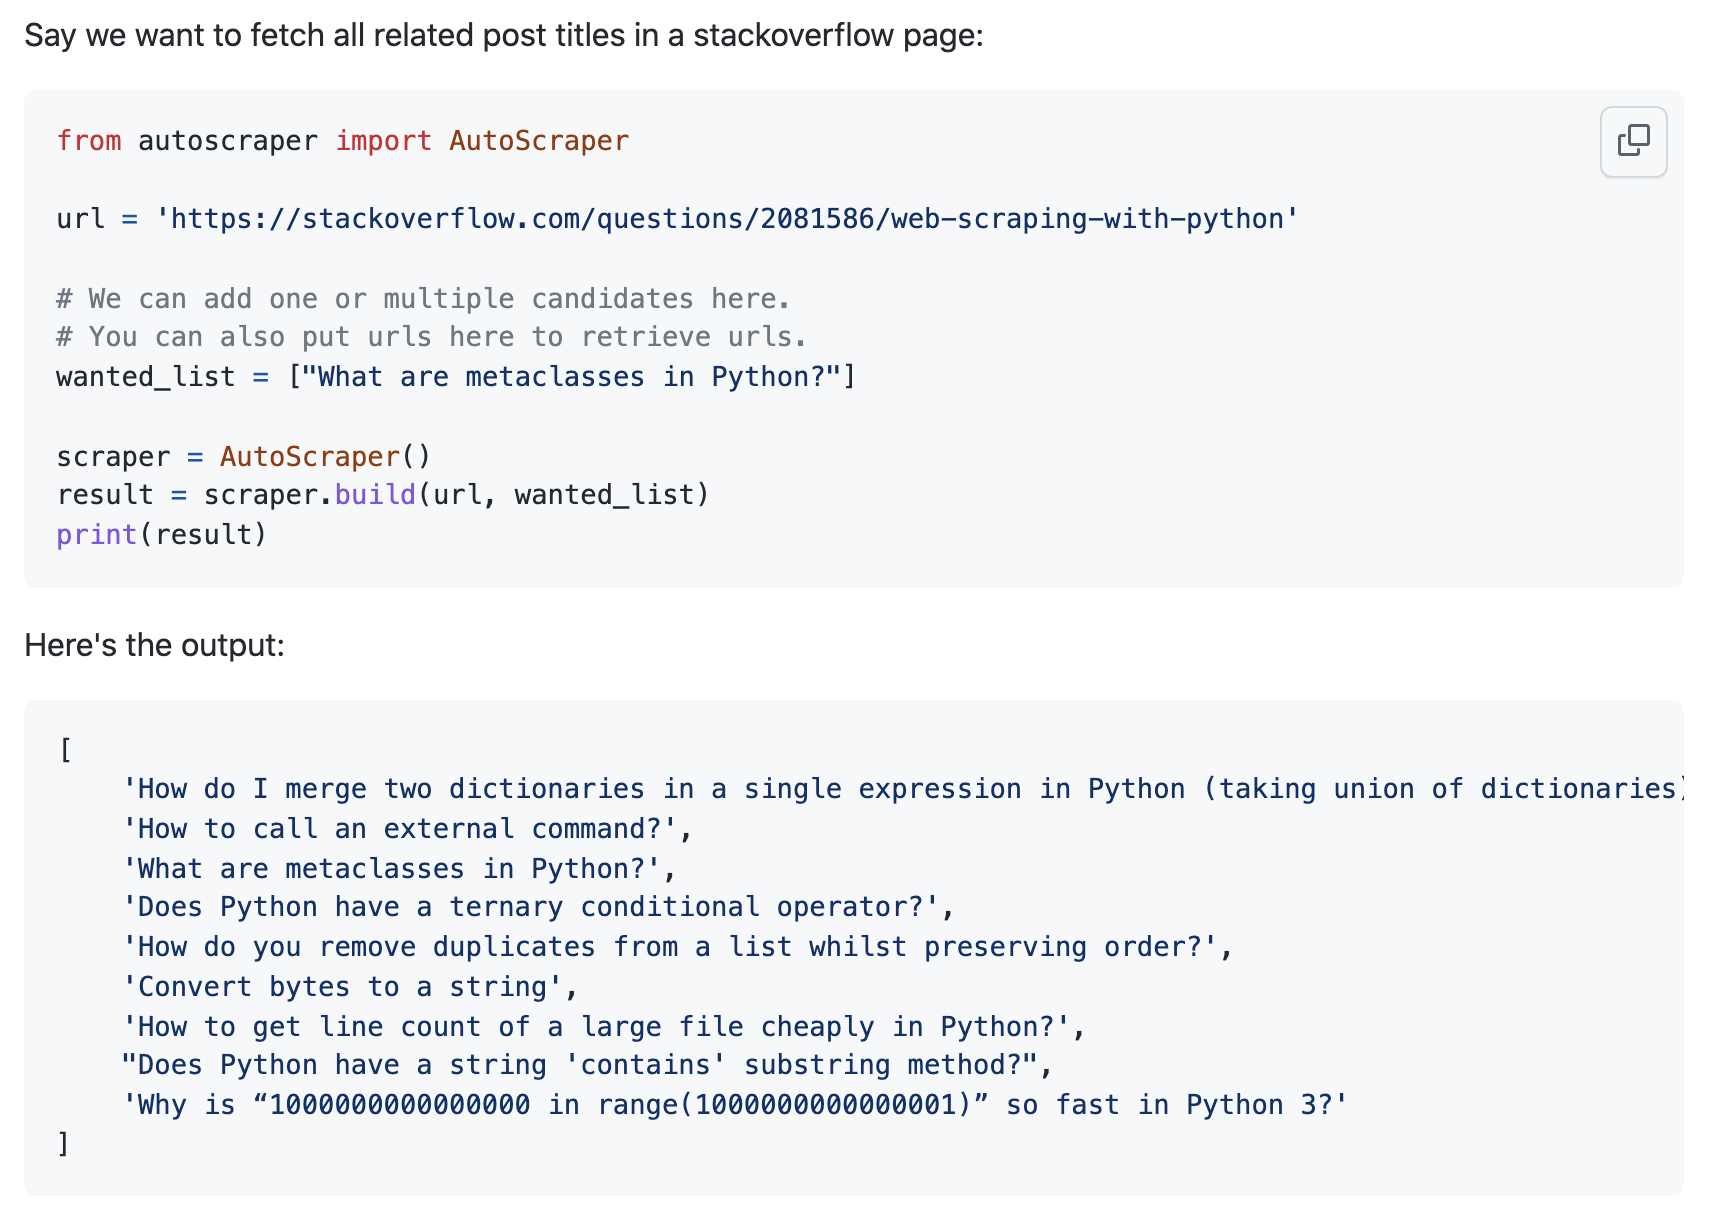 Say we want to fetch all related post titles in a stackoverflow page:
from autoscraper import AutoScraper
url = 'https://stackoverflow.com/questions/2081586/web-scraping-with-python'
# We can add one or multiple candidates here.
# You can also put urls here to retrieve urls.
wanted_list = ["What are metaclasses in Python?"]
scraper = AutoScraper()
result = scraper.build(url, wanted_list)
print(result)
Here's the output:
[
'How do I merge two dictionaries in a single expression in Python (taking union of dictionaries)
'How to call an external command?',
'What are metaclasses in Python?',
'Does Python have a ternary conditional operator?',
'How do you remove duplicates from a list whilst preserving order?',
'Convert bytes to a string',
'How to get line count of a large file cheaply in Python?',
"Does Python have a string 'contains' substring method?",
'Why is “1000000000000000 in range(1000000000000001)” so fast in Python 3?'
]